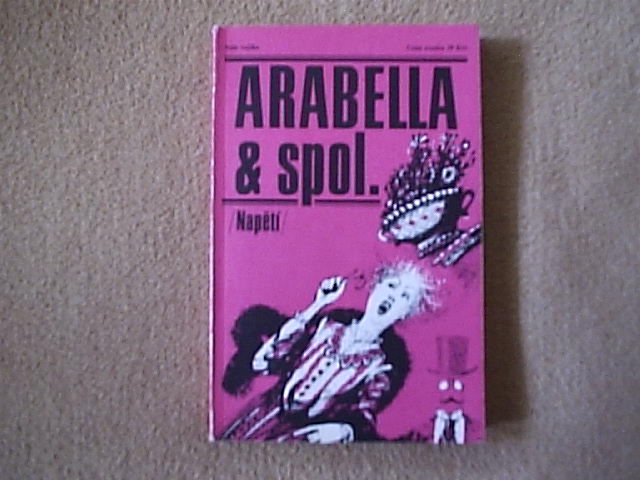 ARABELLA
& spol.
/Napětí/